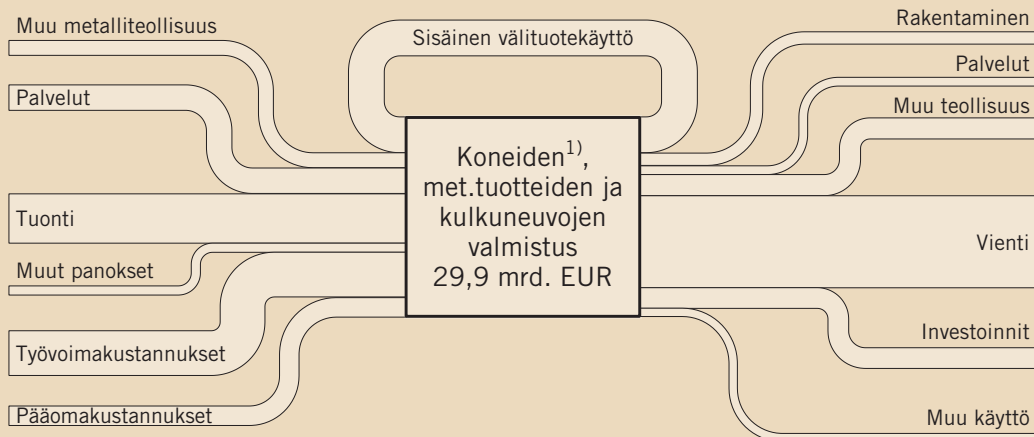 Muu metalliteollisuus
Palvelut
Tuonti
Muut panokset
Työvoimakustannukset
Pääomakustannukset
Sisäinen välituotekäyttö
Koneiden1),
met.tuotteiden ja
kulkuneuvojen
valmistus
29,9 mrd. EUR
Rakentaminen
Palvelut
Muu teollisuus
Vienti
Investoinnit
Muu käyttö